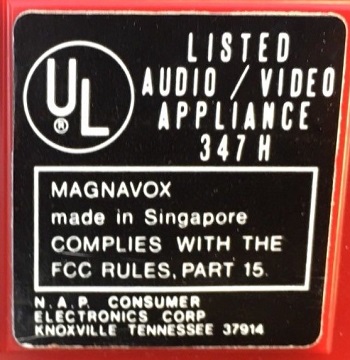 UL®
LISTED
AUDIO / VIDEO
APPLIANCE
347 H
MAGNAVOX
made in Singapore
COMPLIES WITH THE
FCC RULES, PART 15.
N.A.P. CONSUMER
ELECTRONICS CORP
KNOXVILLE TENNESSEE 37914